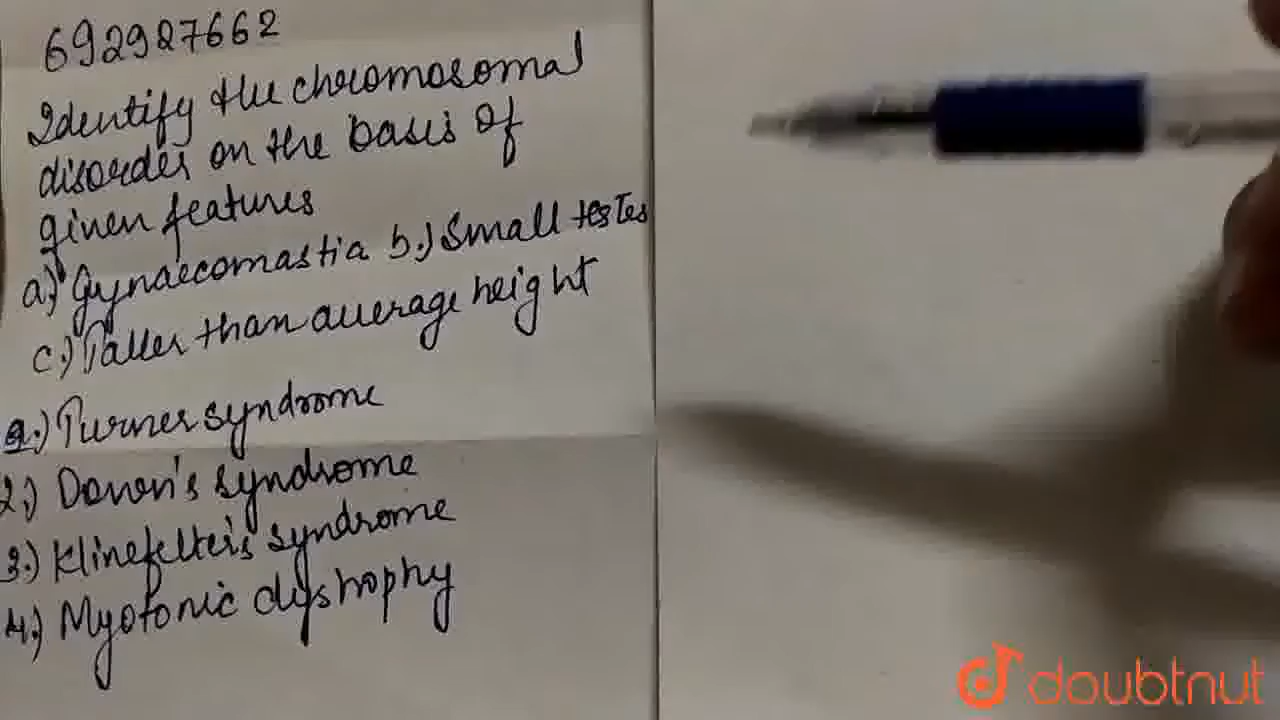 692927662
Identify the chromosomal
disorder on the basis of
given features
a.) Gynaecomastia b.) Small testes
c.) Taller than average height
1.) Turner syndrome
2.) Down's syndrome
3.) Klinefelter's syndrome
4.) Myotonic dystrophy
doubtnut